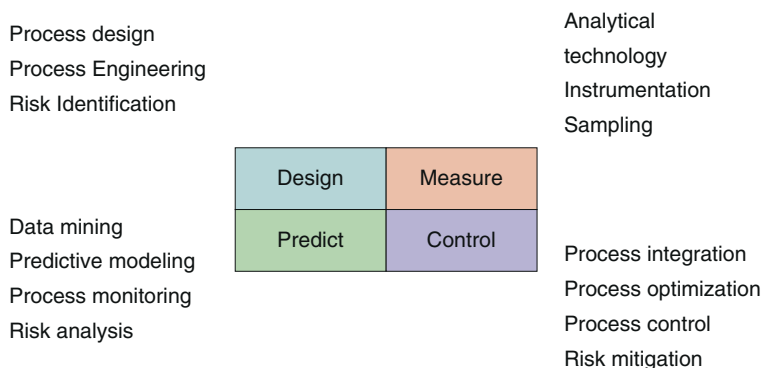 Process design
Process Engineering
Risk Identification
Analytical
technology
Instrumentation
Sampling
Design
Measure
Predict
Control
Data mining
Predictive modeling
Process monitoring
Risk analysis
Process integration
Process optimization
Process control
Risk mitigation